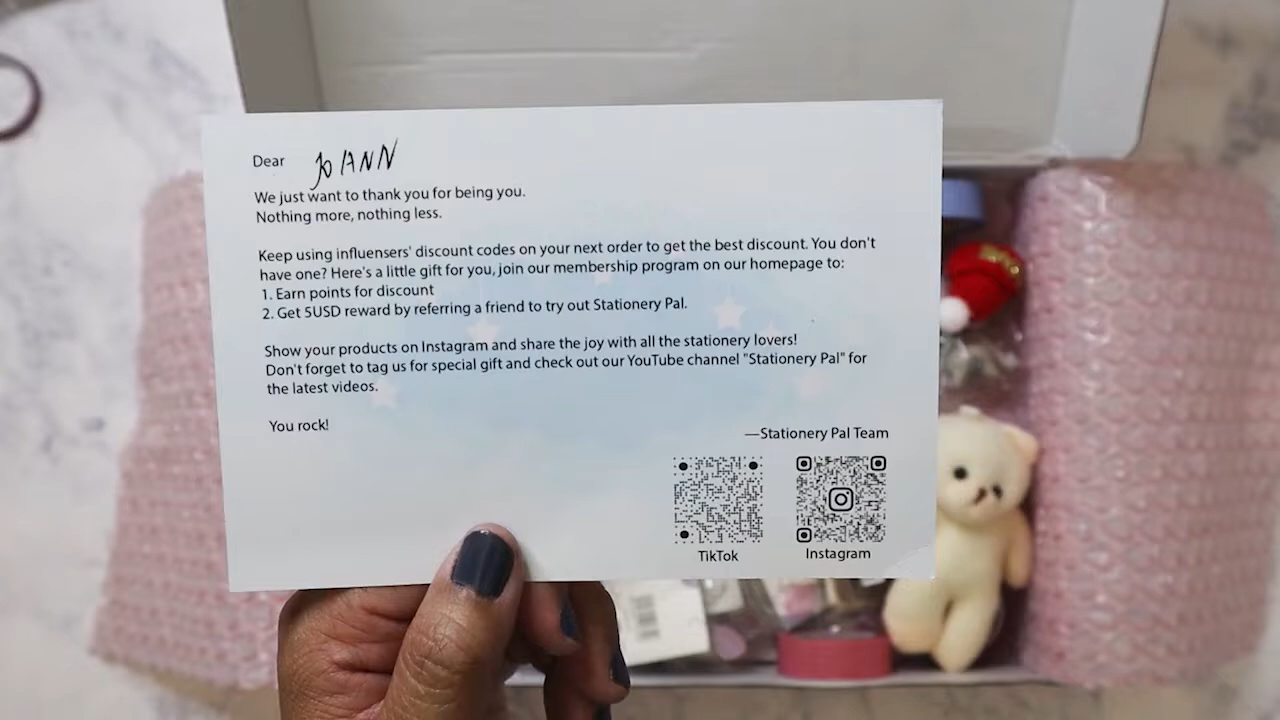 Dear JOANN
We just want to thank you for being you.
Nothing more, nothing less.
Keep using influensers' discount codes on your next order to get the best discount. You don't
have one? Here's a little gift for you, join our membership program on our homepage to:
1. Earn points for discount
2. Get 5USD reward by referring a friend to try out Stationery Pal.
Show your products on Instagram and share the joy with all the stationery lovers!
Don't forget to tag us for special gift and check out our YouTube channel "Stationery Pal" for
the latest videos.
You rock!
—Stationery Pal Team
TikTok Instagram